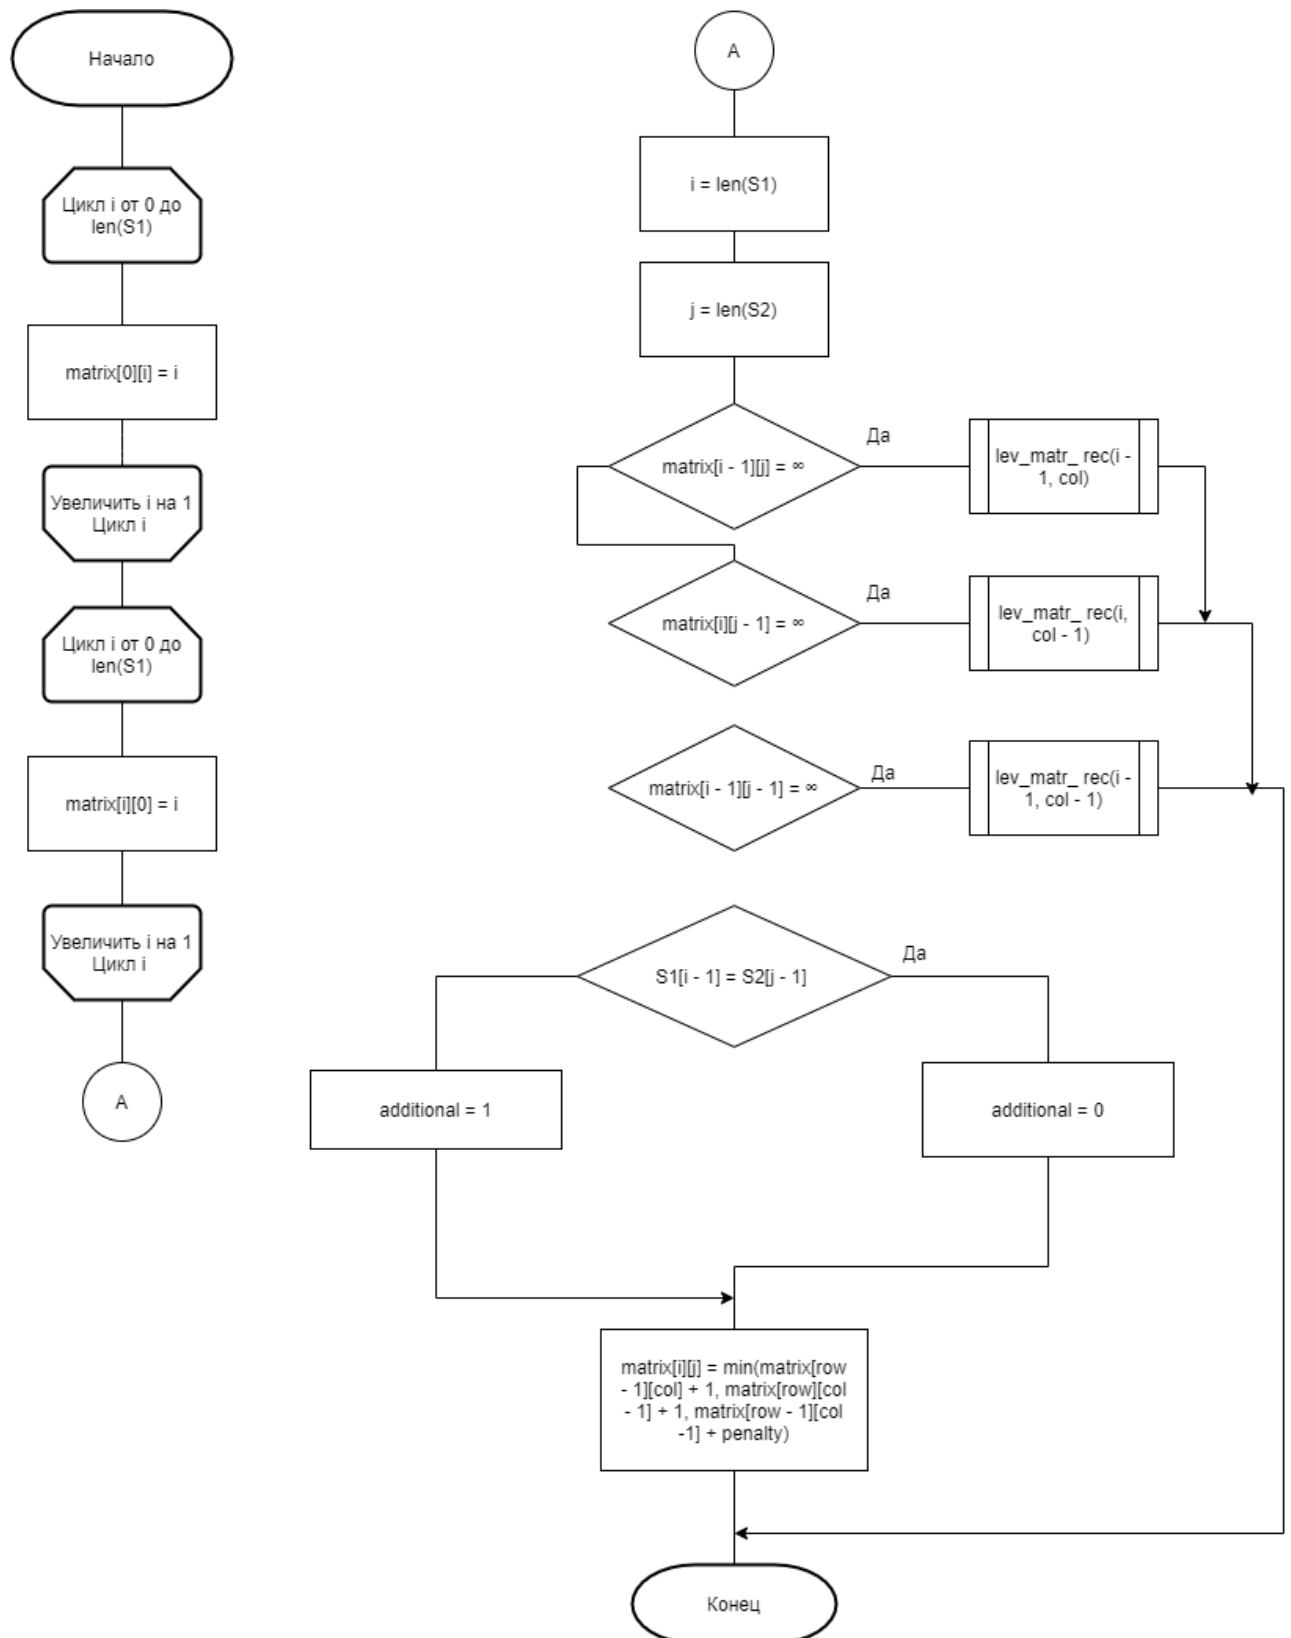 Начало
Цикл i от 0 до
len(S1)
matrix[0][i] = i
Увеличить i на 1
Цикл i
Цикл i от 0 до
len(S1)
matrix[i][0] = i
Увеличить i на 1
Цикл i
A
A
i = len(S1)
j = len(S2)
matrix[i - 1][j] = ∞
Да
lev_matr_ rec(i -
1, col)
matrix[i][j - 1] = ∞
Да
lev_matr_ rec(i,
col - 1)
matrix[i - 1][j - 1] = ∞
Да
lev_matr_ rec(i -
1, col - 1)
S1[i - 1] = S2[j - 1]
Да
additional = 1
additional = 0
matrix[i][j] = min(matrix[row
- 1][col] + 1, matrix[row][col
- 1] + 1, matrix[row - 1][col
-1] + penalty)
Конец